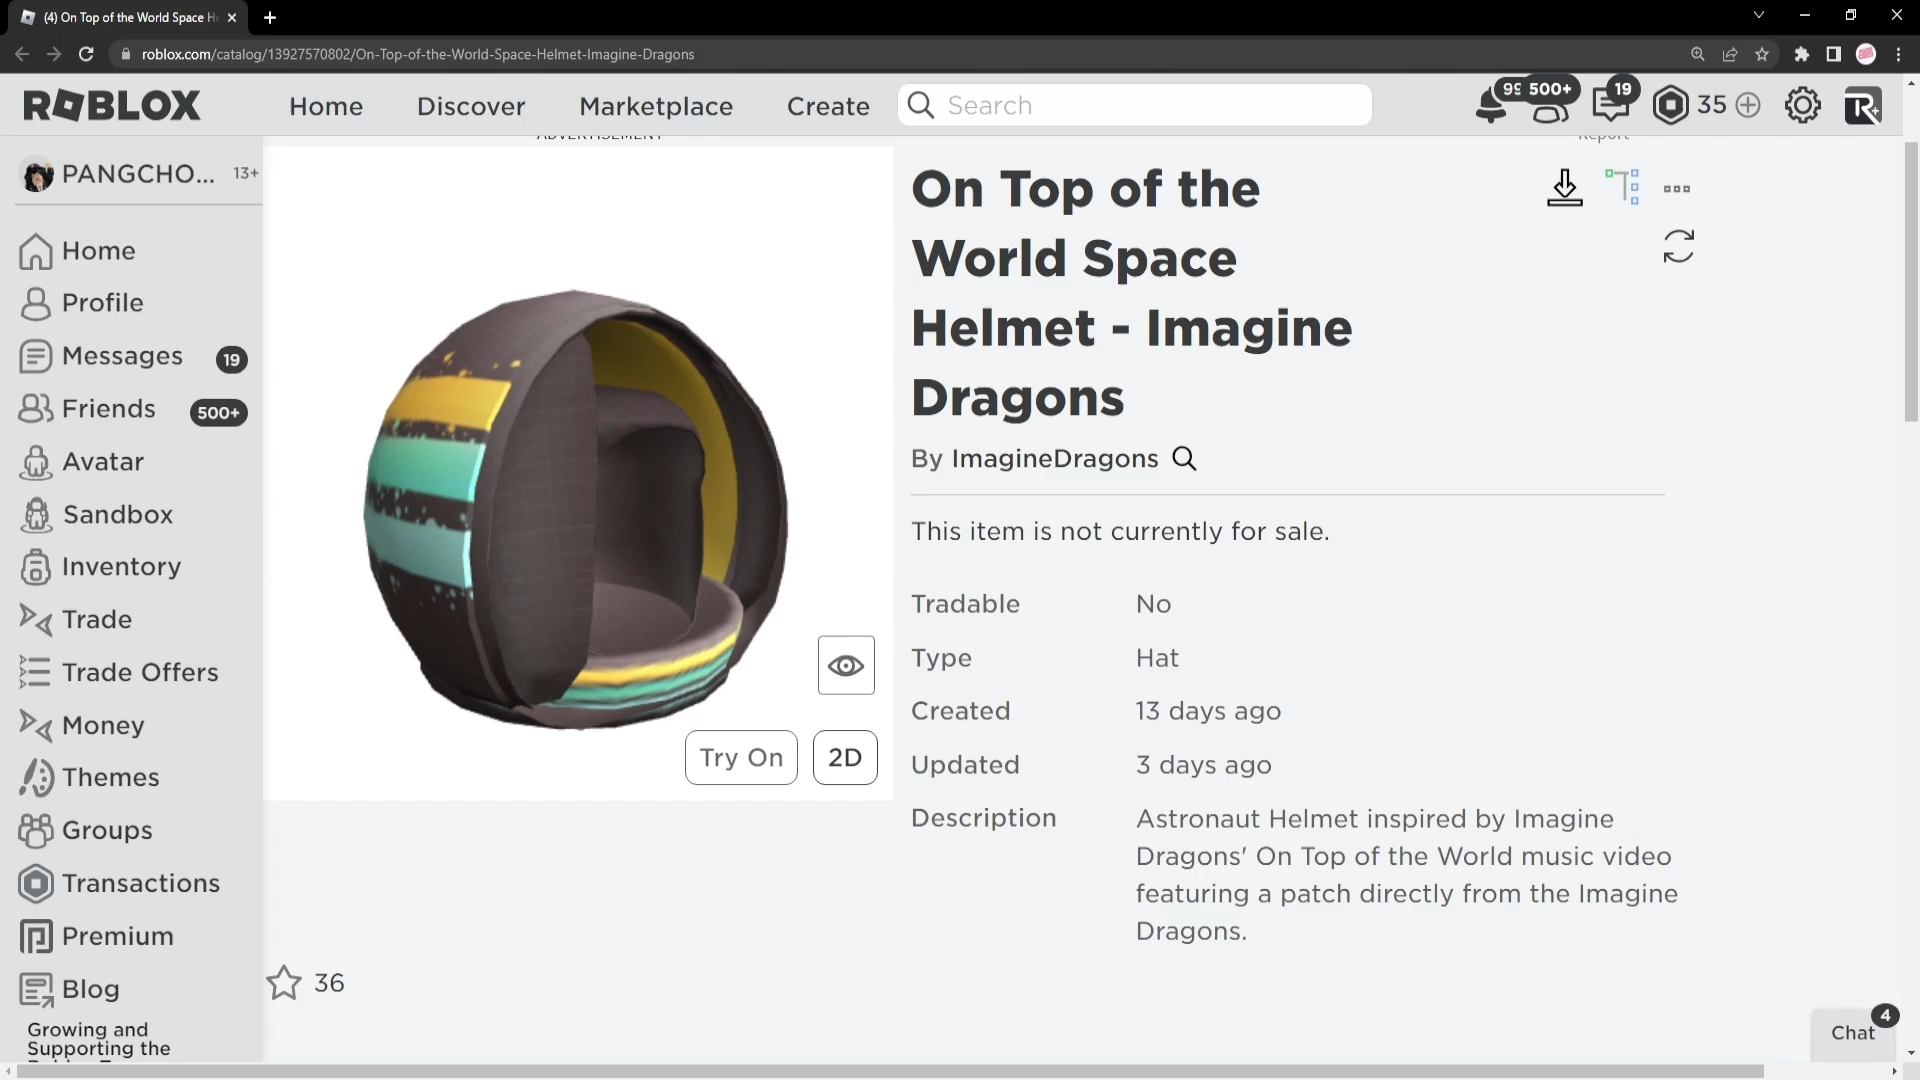 (4) On Top of the World Space H
roblox.com/catalog/13927570802/On-Top-of-the-World-Space-Helmet-Imagine-Dragons
ROBLOX
Home
Discover
Marketplace
Create
Search
99
500+
19
35
ADVERTISEMENT
Report
PANGCHO...
13+
Home
Profile
Messages
19
Friends
500+
Avatar
Sandbox
Inventory
Trade
Trade Offers
Money
Themes
Groups
Transactions
Premium
Blog
Growing and
Supporting the
Try On
2D
36
On Top of the
World Space
Helmet - Imagine
Dragons
By ImagineDragons
This item is not currently for sale.
Tradable No
Type Hat
Created 13 days ago
Updated 3 days ago
Description Astronaut Helmet inspired by Imagine
Dragons' On Top of the World music video
featuring a patch directly from the Imagine
Dragons.
Chat
4